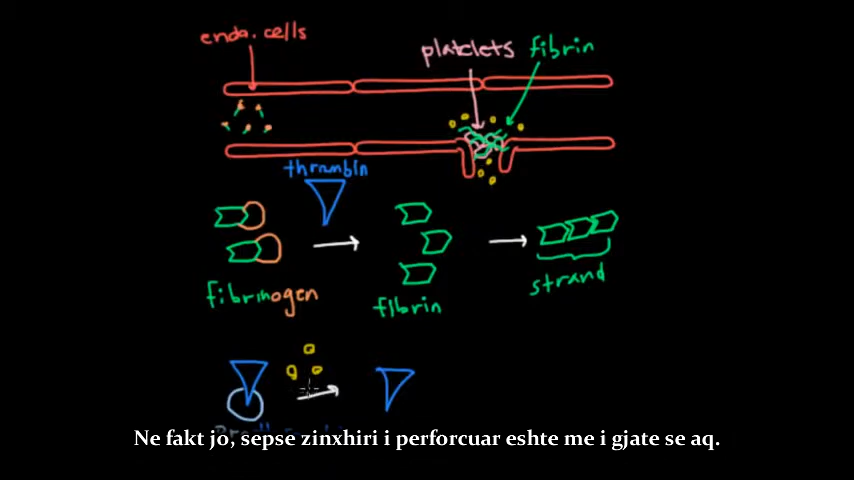 endo. cells
platelets fibrin
thrombin
fibrinogen
fibrin
strand
Ne fakt jo, sepse zinxhiri i perforcuar eshte me i gjate se aq.